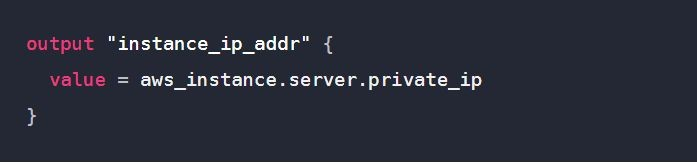 output "instance_ip_addr" {
  value = aws_instance.server.private_ip
}